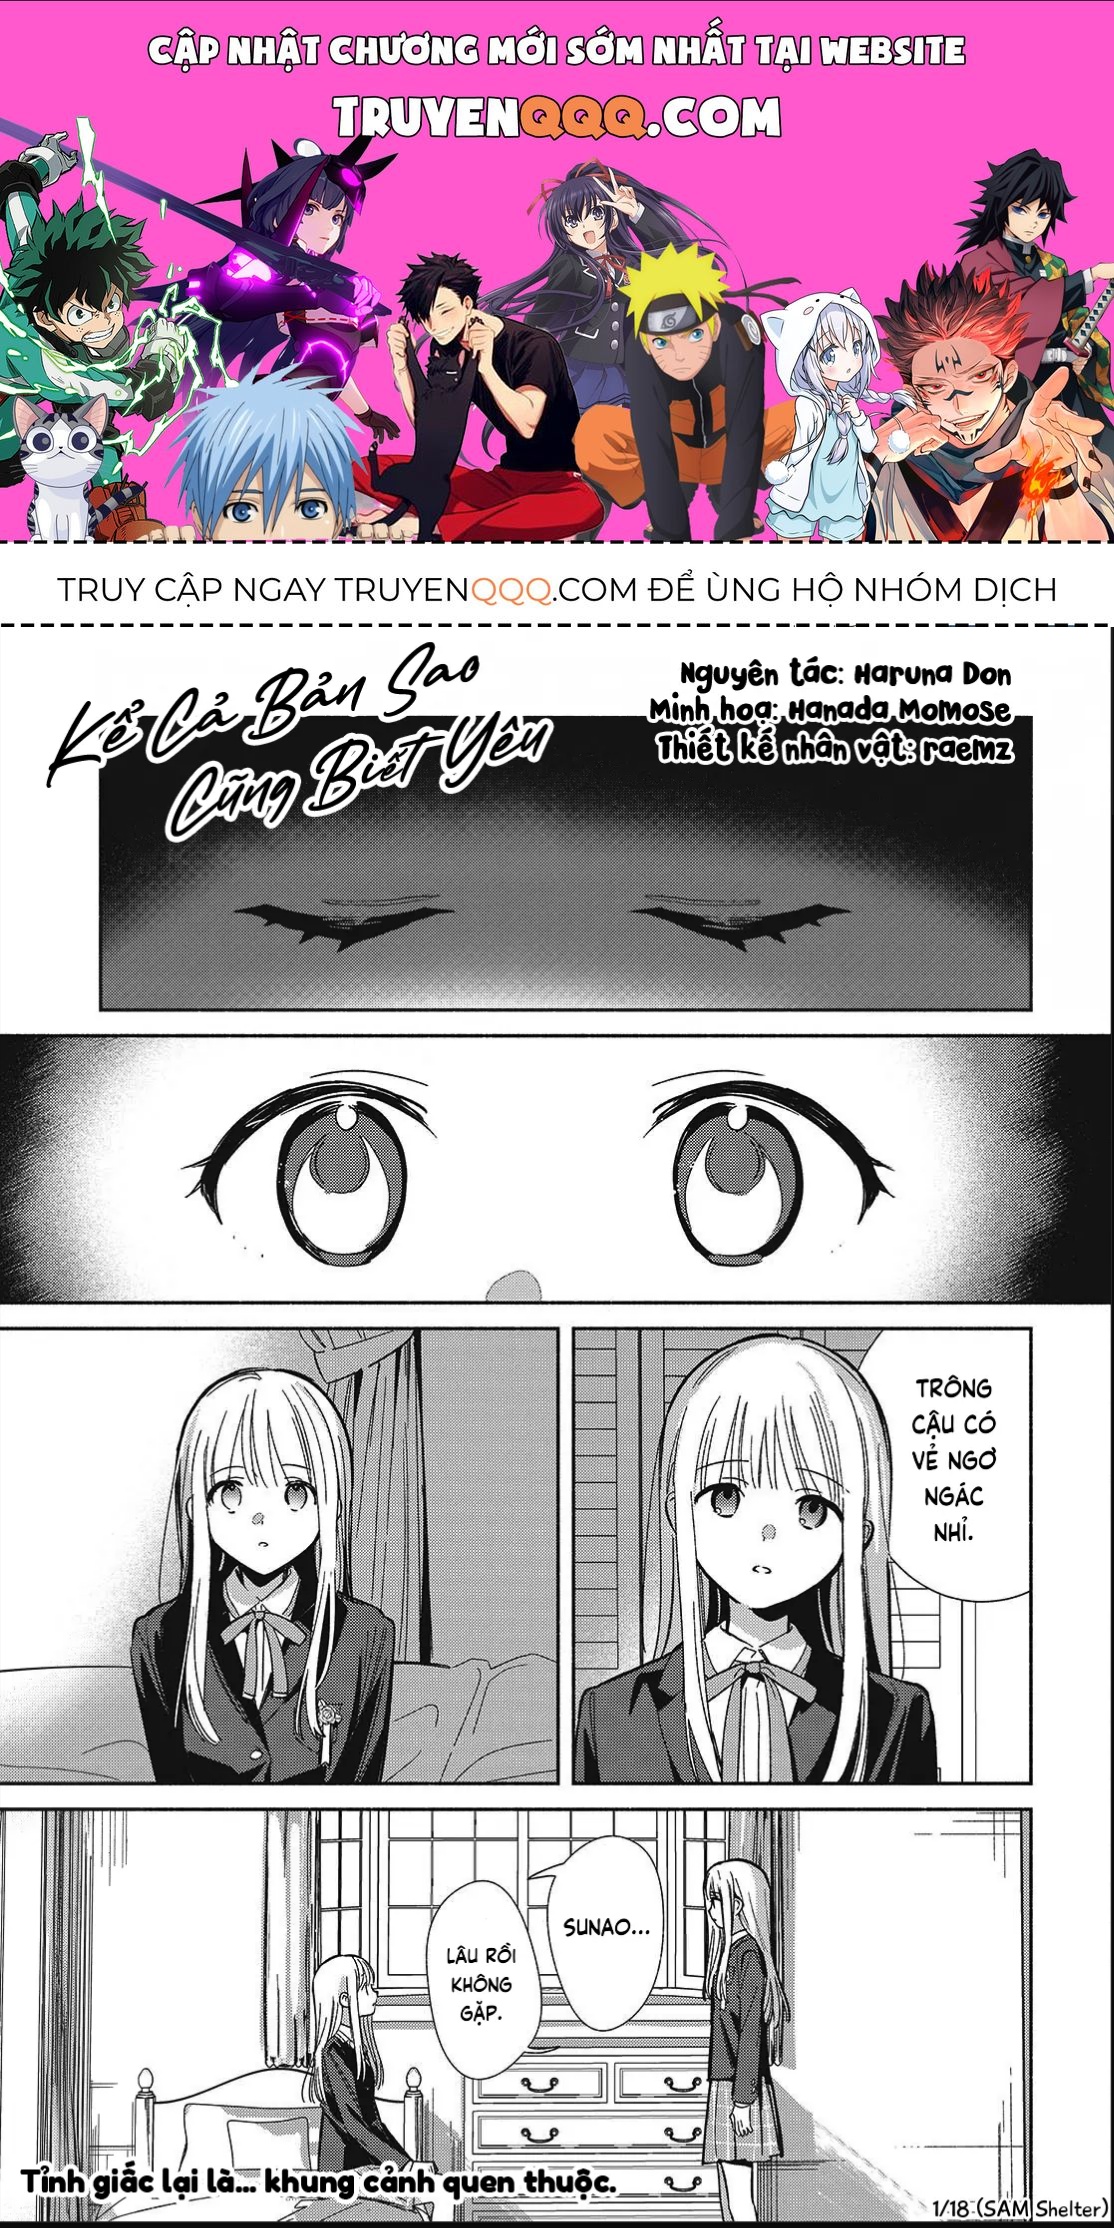 CẬP NHẬT CHƯƠNG MỚI SỚM NHẤT TẠI WEBSITE
TRUYENQQQ.COM
TRUY CẬP NGAY TRUYENQQQ.COM ĐỂ ÙNG HỘ NHÓM DỊCH
Kể Cả Bản Sao
Cũng Biết Yêu
Nguyên tác: Haruna Don
Minh hoạ: Hanada Momose
Thiết kế nhân vật: raemz
TRÔNG
CẬU CÓ
VẺ NGƠ
NGÁC
NHỈ.
SUNAO...
LÂU RỒI
KHÔNG
GẶP.
Tỉnh giấc lại là... khung cảnh quen thuộc.
1/18 (SAM Shelter)